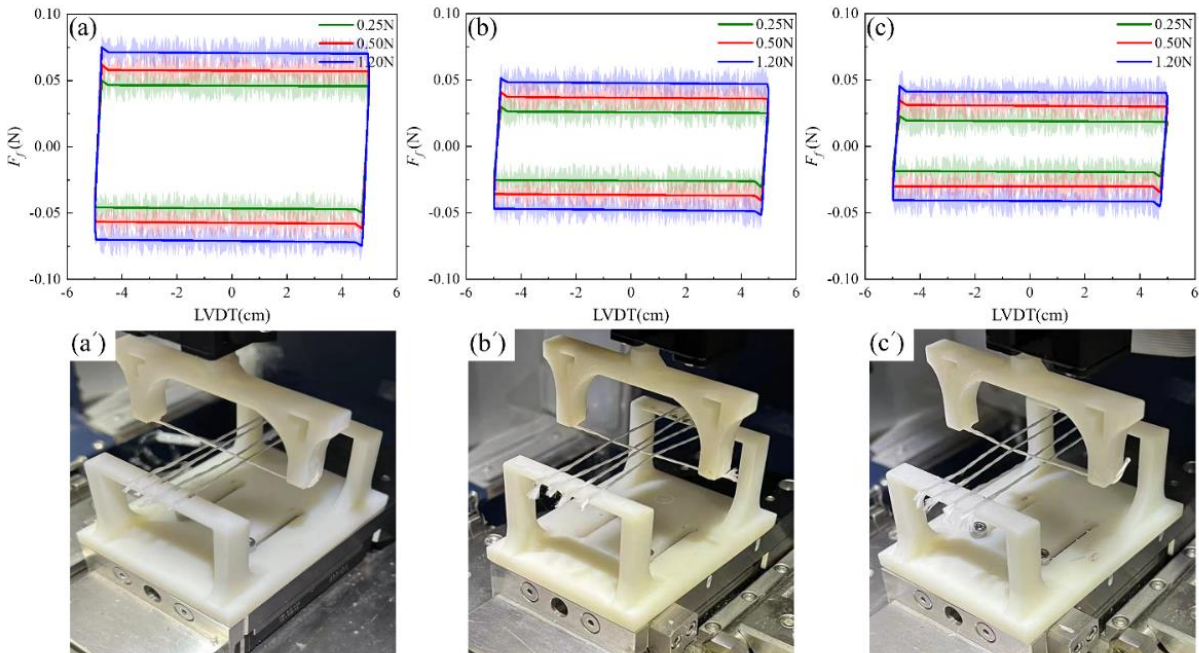 (a)
0.25N
0.50N
1.20N
0.10
0.05
0.00
-0.05
-0.10
F_f (N)
-6 -4 -2 0 2 4 6
LVDT(cm)
(b)
0.25N
0.50N
1.20N
0.10
0.05
0.00
-0.05
-0.10
F_f (N)
-6 -4 -2 0 2 4 6
LVDT(cm)
(c)
0.25N
0.50N
1.20N
0.10
0.05
0.00
-0.05
-0.10
F_f (N)
-6 -4 -2 0 2 4 6
LVDT(cm)
(a´)
(b´)
(c´)